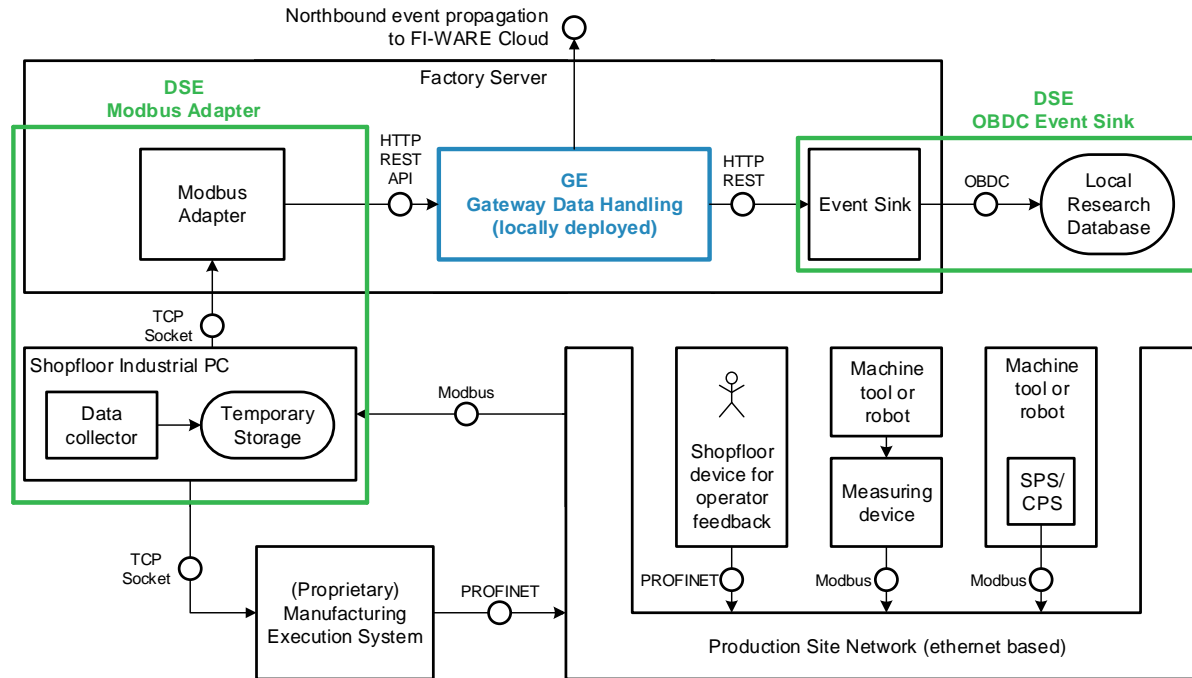 Northbound event propagation
to FI-WARE Cloud
Factory Server
DSE
Modbus Adapter
DSE
OBDC Event Sink
Modbus
Adapter
HTTP
REST
API
GE
Gateway Data Handling
(locally deployed)
HTTP
REST
Event Sink
OBDC
Local
Research
Database
TCP
Socket
Shopfloor Industrial PC
Data
collector
Temporary
Storage
Modbus
Shopfloor
device for
operator
feedback
Machine
tool or robot
Measuring
device
Machine
tool or
robot
SPS/
CPS
TCP
Socket
(Proprietary)
Manufacturing
Execution System
PROFINET
PROFINET
Modbus
Modbus
Production Site Network (ethernet based)